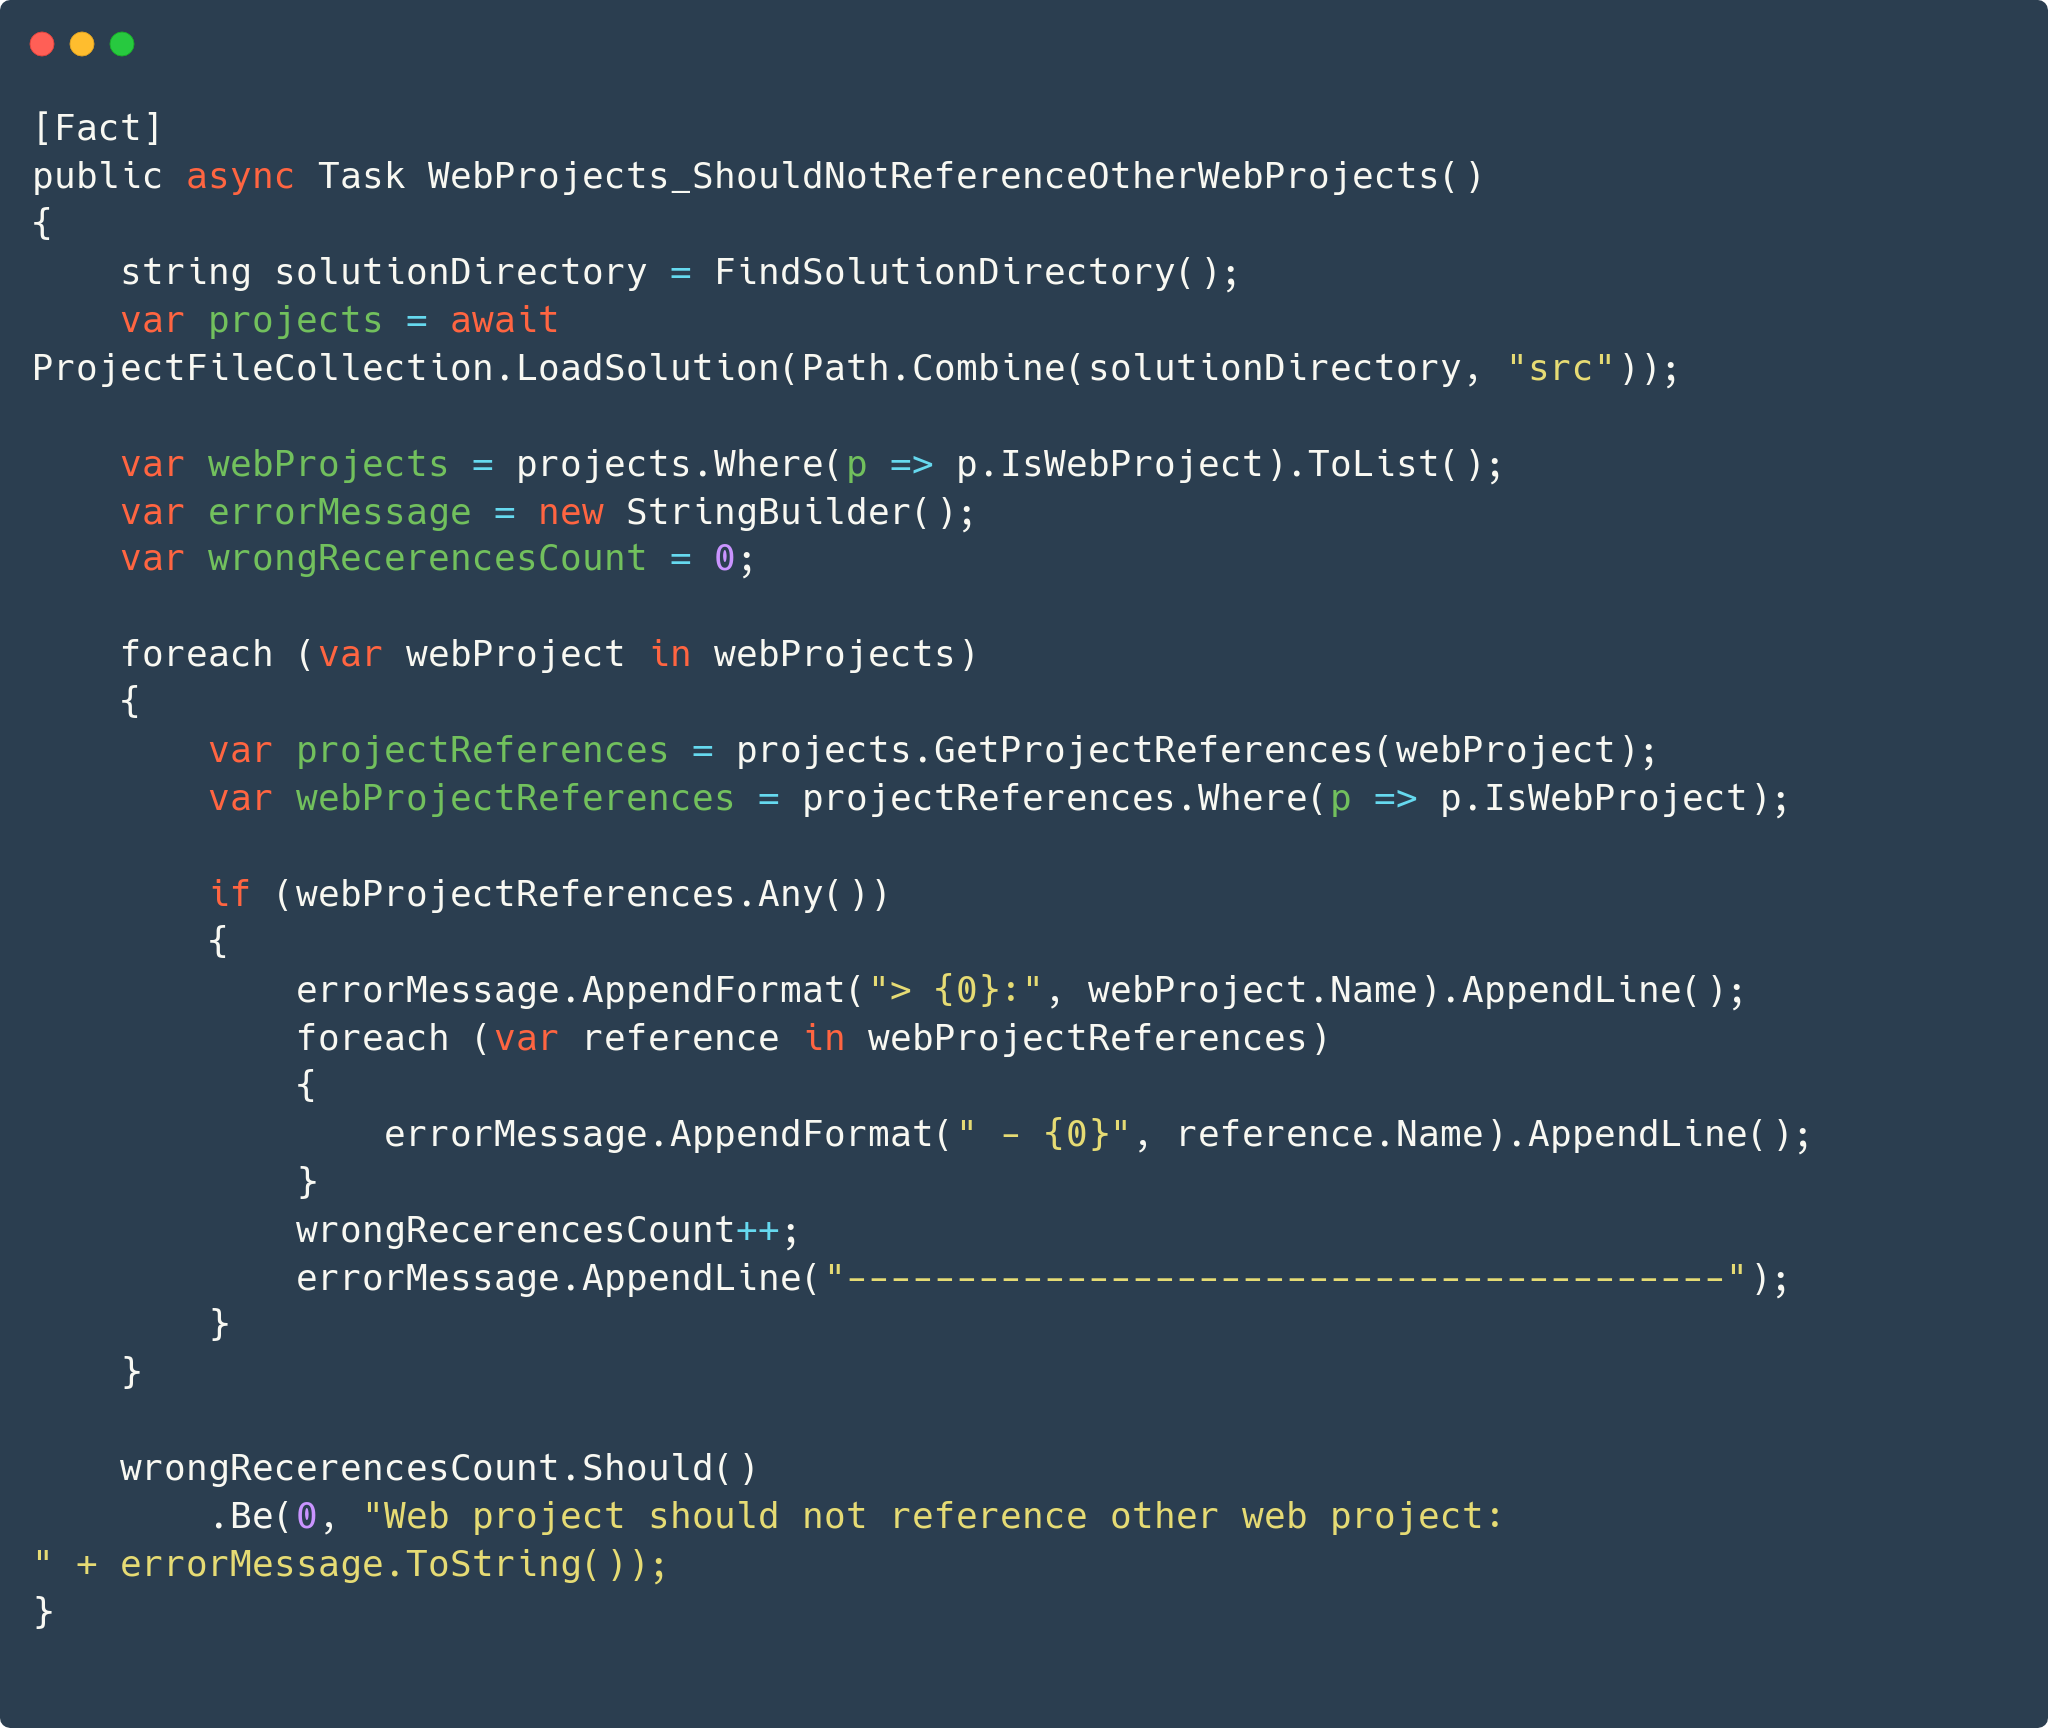 [Fact]
public async Task WebProjects_ShouldNotReferenceOtherWebProjects()
{
    string solutionDirectory = FindSolutionDirectory();
    var projects = await
ProjectFileCollection.LoadSolution(Path.Combine(solutionDirectory, "src"));

    var webProjects = projects.Where(p => p.IsWebProject).ToList();
    var errorMessage = new StringBuilder();
    var wrongRecerencesCount = 0;

    foreach (var webProject in webProjects)
    {
        var projectReferences = projects.GetProjectReferences(webProject);
        var webProjectReferences = projectReferences.Where(p => p.IsWebProject);

        if (webProjectReferences.Any())
        {
            errorMessage.AppendFormat("> {0}:", webProject.Name).AppendLine();
            foreach (var reference in webProjectReferences)
            {
                errorMessage.AppendFormat(" - {0}", reference.Name).AppendLine();
            }
            wrongRecerencesCount++;
            errorMessage.AppendLine("----------------------------------------");
        }
    }

    wrongRecerencesCount.Should()
        .Be(0, "Web project should not reference other web project:
" + errorMessage.ToString());
}